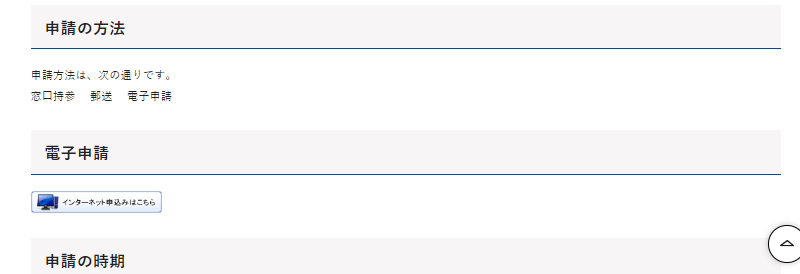 申請の方法
申請方法は、次の通りです。
窓口持参　郵送　電子申請
電子申請
インターネット申込みはこちら
申請の時期